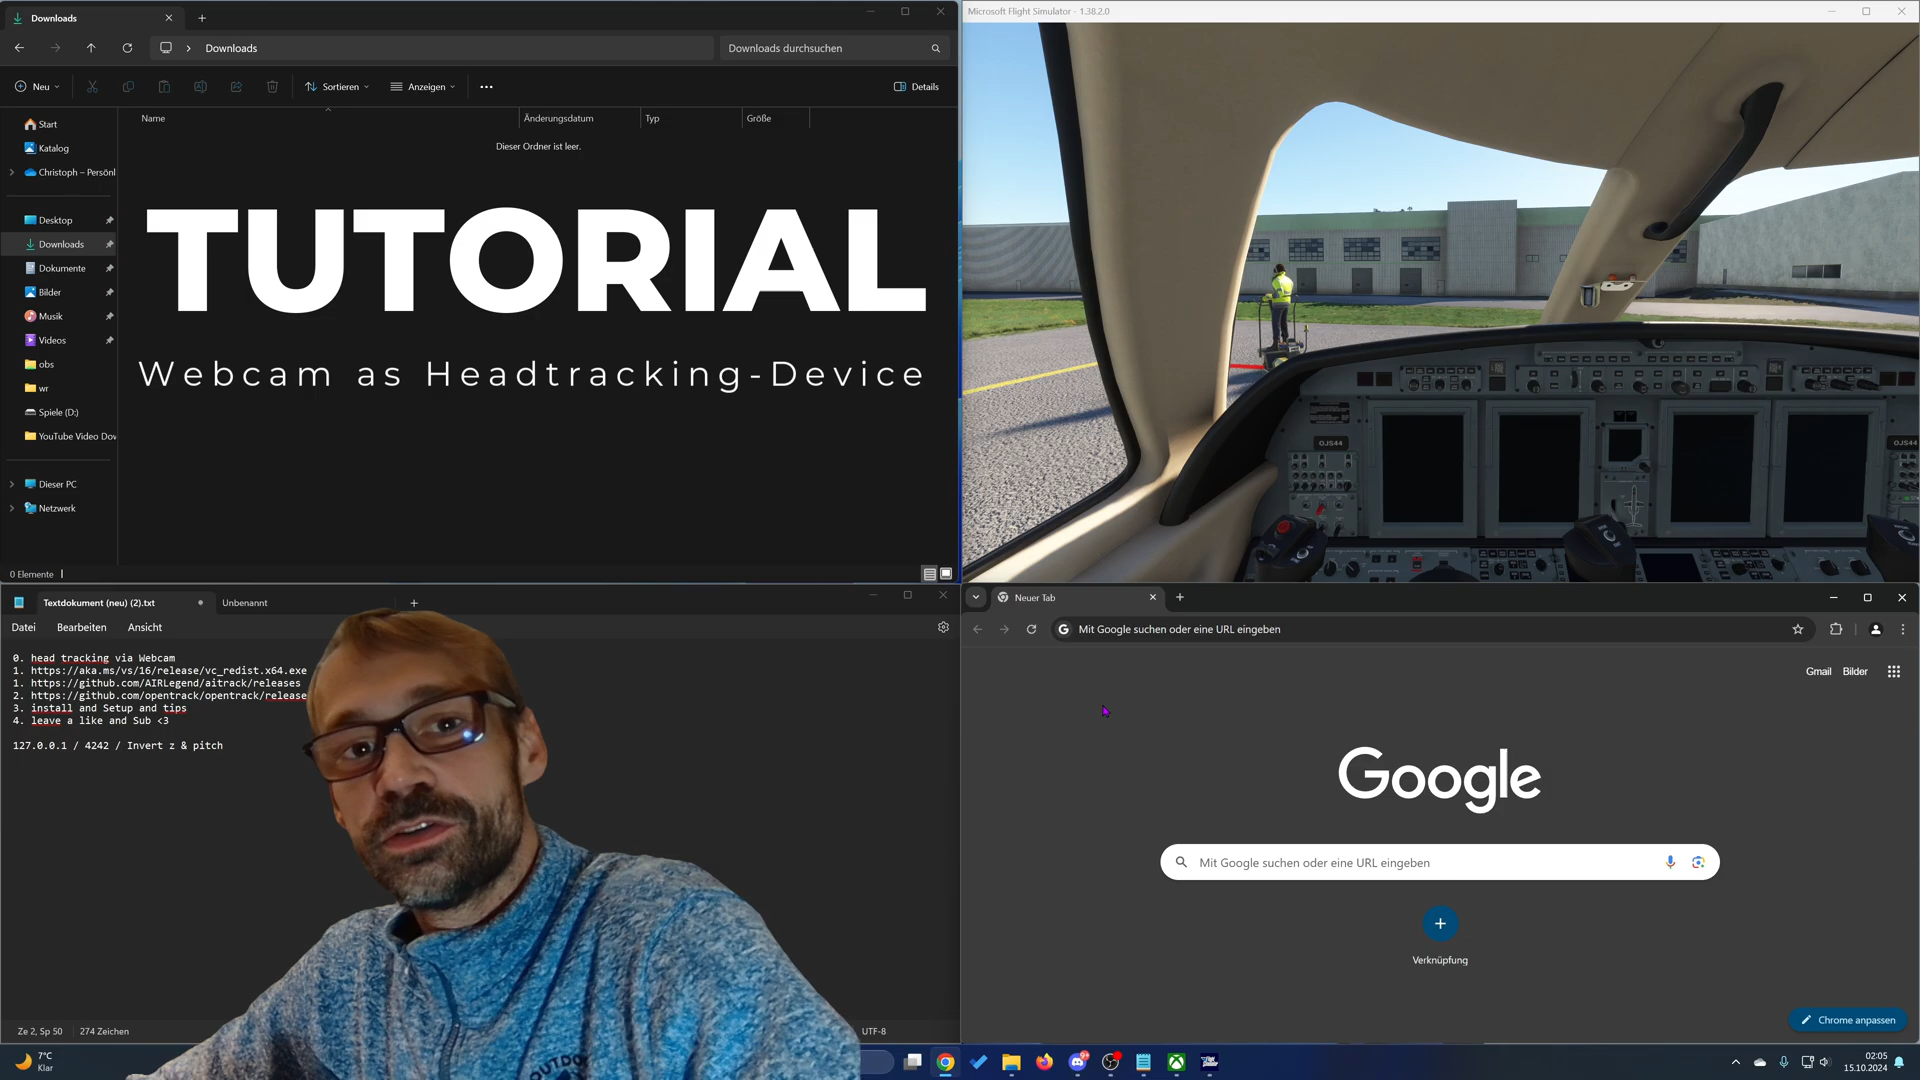 Downloads
Downloads
Downloads durchsuchen
Neu
Sortieren
Anzeigen
Details
Name
Änderungsdatum
Typ
Größe
Dieser Ordner ist leer.
Start
Katalog
Christoph – Persönl
Desktop
Downloads
Dokumente
Bilder
Musik
Videos
obs
wr
Spiele (D:)
YouTube Video Dow
Dieser PC
Netzwerk
0 Elemente
TUTORIAL
Webcam as Headtracking-Device
Microsoft Flight Simulator - 1.38.2.0
OJS44
OJS44
Textdokument (neu) (2).txt
Unbenannt
Datei
Bearbeiten
Ansicht
0. head tracking via Webcam
1. https://aka.ms/vs/16/release/vc_redist.x64.exe
1. https://github.com/AIRLegend/aitrack/releases
2. https://github.com/opentrack/opentrack/release
3. install and Setup and tips
4. leave a like and Sub <3
127.0.0.1 / 4242 / Invert z & pitch
Ze 2, Sp 50
274 Zeichen
UTF-8
OUTDO
Neuer Tab
Mit Google suchen oder eine URL eingeben
Gmail
Bilder
Google
Mit Google suchen oder eine URL eingeben
Verknüpfung
Chrome anpassen
7°C
Klar
02:05
15.10.2024